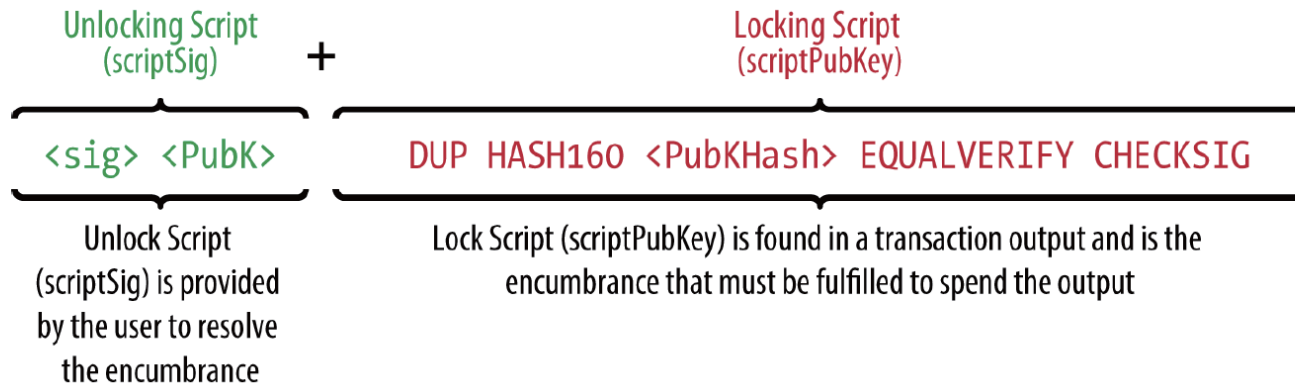 Unlocking Script
(scriptSig)
+
Locking Script
(scriptPubKey)
<sig> <PubK>
DUP HASH160 <PubKHash> EQUALVERIFY CHECKSIG
Unlock Script
(scriptSig) is provided
by the user to resolve
the encumbrance
Lock Script (scriptPubKey) is found in a transaction output and is the
encumbrance that must be fulfilled to spend the output